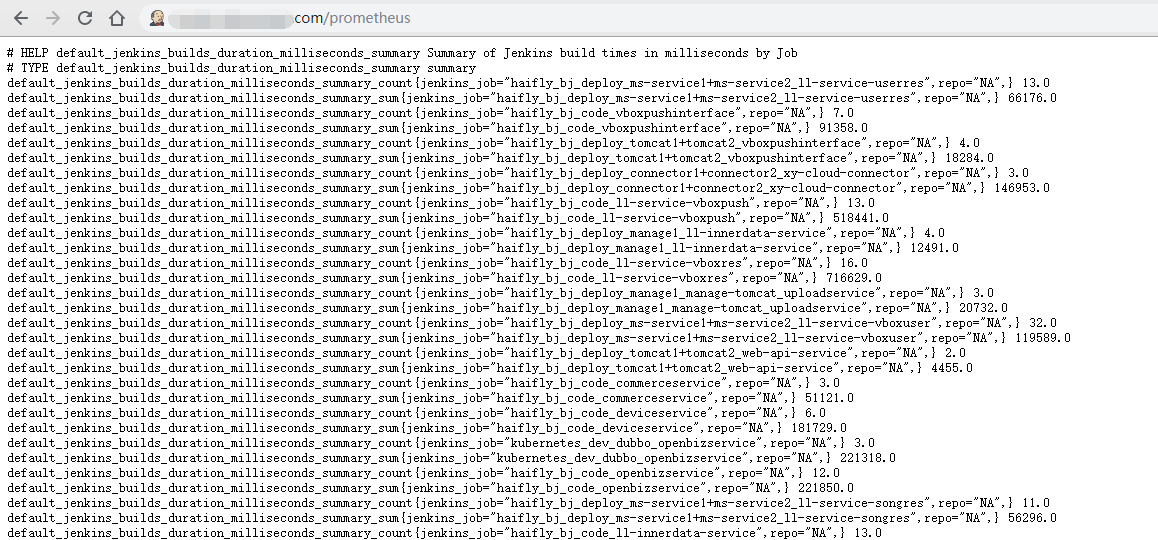 com/prometheus
# HELP default_jenkins_builds_duration_milliseconds_summary Summary of Jenkins build times in milliseconds by Job
# TYPE default_jenkins_builds_duration_milliseconds_summary summary
default_jenkins_builds_duration_milliseconds_summary_count{jenkins_job="haifly_bj_deploy_ms-service1+ms-service2_ll-service-userres",repo="NA",} 13.0
default_jenkins_builds_duration_milliseconds_summary_sum{jenkins_job="haifly_bj_deploy_ms-service1+ms-service2_ll-service-userres",repo="NA",} 66176.0
default_jenkins_builds_duration_milliseconds_summary_count{jenkins_job="haifly_bj_code_vboxpushinterface",repo="NA",} 7.0
default_jenkins_builds_duration_milliseconds_summary_sum{jenkins_job="haifly_bj_code_vboxpushinterface",repo="NA",} 91358.0
default_jenkins_builds_duration_milliseconds_summary_count{jenkins_job="haifly_bj_deploy_tomcat1+tomcat2_vboxpushinterface",repo="NA",} 4.0
default_jenkins_builds_duration_milliseconds_summary_sum{jenkins_job="haifly_bj_deploy_tomcat1+tomcat2_vboxpushinterface",repo="NA",} 18284.0
default_jenkins_builds_duration_milliseconds_summary_count{jenkins_job="haifly_bj_deploy_connector1+connector2_xy-cloud-connector",repo="NA",} 3.0
default_jenkins_builds_duration_milliseconds_summary_sum{jenkins_job="haifly_bj_deploy_connector1+connector2_xy-cloud-connector",repo="NA",} 146953.0
default_jenkins_builds_duration_milliseconds_summary_count{jenkins_job="haifly_bj_code_ll-service-vboxpush",repo="NA",} 13.0
default_jenkins_builds_duration_milliseconds_summary_sum{jenkins_job="haifly_bj_code_ll-service-vboxpush",repo="NA",} 518441.0
default_jenkins_builds_duration_milliseconds_summary_count{jenkins_job="haifly_bj_deploy_manage1_ll-innerdata-service",repo="NA",} 4.0
default_jenkins_builds_duration_milliseconds_summary_sum{jenkins_job="haifly_bj_deploy_manage1_ll-innerdata-service",repo="NA",} 12491.0
default_jenkins_builds_duration_milliseconds_summary_count{jenkins_job="haifly_bj_code_ll-service-vboxres",repo="NA",} 16.0
default_jenkins_builds_duration_milliseconds_summary_sum{jenkins_job="haifly_bj_code_ll-service-vboxres",repo="NA",} 716629.0
default_jenkins_builds_duration_milliseconds_summary_count{jenkins_job="haifly_bj_deploy_manage1_manage-tomcat_uploadservice",repo="NA",} 3.0
default_jenkins_builds_duration_milliseconds_summary_sum{jenkins_job="haifly_bj_deploy_manage1_manage-tomcat_uploadservice",repo="NA",} 20732.0
default_jenkins_builds_duration_milliseconds_summary_count{jenkins_job="haifly_bj_deploy_ms-service1+ms-service2_ll-service-vboxuser",repo="NA",} 32.0
default_jenkins_builds_duration_milliseconds_summary_sum{jenkins_job="haifly_bj_deploy_ms-service1+ms-service2_ll-service-vboxuser",repo="NA",} 119589.0
default_jenkins_builds_duration_milliseconds_summary_count{jenkins_job="haifly_bj_deploy_tomcat1+tomcat2_web-api-service",repo="NA",} 2.0
default_jenkins_builds_duration_milliseconds_summary_sum{jenkins_job="haifly_bj_deploy_tomcat1+tomcat2_web-api-service",repo="NA",} 4455.0
default_jenkins_builds_duration_milliseconds_summary_count{jenkins_job="haifly_bj_code_commerceservice",repo="NA",} 3.0
default_jenkins_builds_duration_milliseconds_summary_sum{jenkins_job="haifly_bj_code_commerceservice",repo="NA",} 51121.0
default_jenkins_builds_duration_milliseconds_summary_count{jenkins_job="haifly_bj_code_deviceservice",repo="NA",} 6.0
default_jenkins_builds_duration_milliseconds_summary_sum{jenkins_job="haifly_bj_code_deviceservice",repo="NA",} 181729.0
default_jenkins_builds_duration_milliseconds_summary_count{jenkins_job="kubernetes_dev_dubbo_openbizservice",repo="NA",} 3.0
default_jenkins_builds_duration_milliseconds_summary_sum{jenkins_job="kubernetes_dev_dubbo_openbizservice",repo="NA",} 221318.0
default_jenkins_builds_duration_milliseconds_summary_count{jenkins_job="haifly_bj_code_openbizservice",repo="NA",} 12.0
default_jenkins_builds_duration_milliseconds_summary_sum{jenkins_job="haifly_bj_code_openbizservice",repo="NA",} 221850.0
default_jenkins_builds_duration_milliseconds_summary_count{jenkins_job="haifly_bj_deploy_ms-service1+ms-service2_ll-service-songres",repo="NA",} 11.0
default_jenkins_builds_duration_milliseconds_summary_sum{jenkins_job="haifly_bj_deploy_ms-service1+ms-service2_ll-service-songres",repo="NA",} 56296.0
default_jenkins_builds_duration_milliseconds_summary_count{jenkins_job="haifly_bj_code_ll-innerdata-service",repo="NA",} 13.0